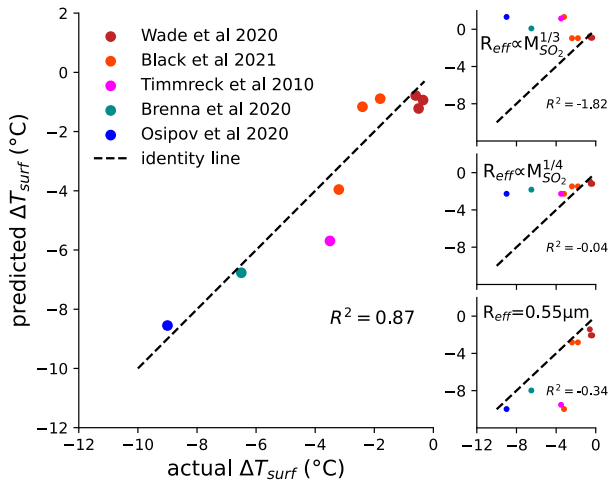 Wade et al 2020
Black et al 2021
Timmreck et al 2010
Brenna et al 2020
Osipov et al 2020
identity line
R² = 0.87
predicted ΔT_surf (°C)
2
0
−2
−4
−6
−8
−10
−12
−12 −10 −8 −6 −4 −2 0
actual ΔT_surf (°C)
R_eff∝M_SO₂^1/3
R² = -1.82
0
−4
−8
R_eff∝M_SO₂^1/4
R² = -0.04
0
−4
−8
R_eff=0.55μm
R² = -0.34
0
−4
−8
−12 −8 −4 0